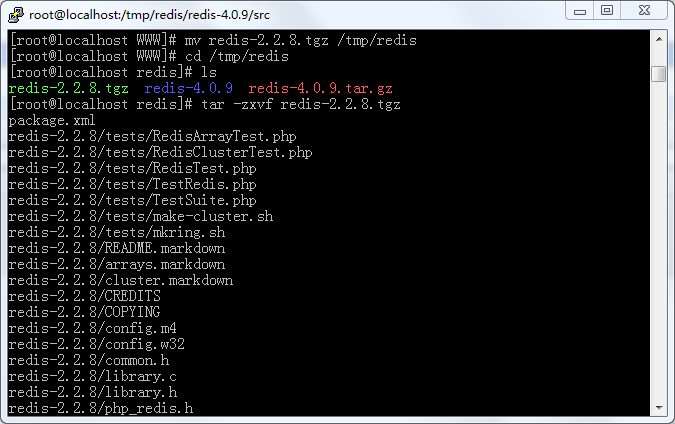 root@localhost:/tmp/redis/redis-4.0.9/src
[root@localhost WWW]# mv redis-2.2.8.tgz /tmp/redis
[root@localhost WWW]# cd /tmp/redis
[root@localhost redis]# ls
redis-2.2.8.tgz  redis-4.0.9  redis-4.0.9.tar.gz
[root@localhost redis]# tar -zxvf redis-2.2.8.tgz
package.xml
redis-2.2.8/tests/RedisArrayTest.php
redis-2.2.8/tests/RedisClusterTest.php
redis-2.2.8/tests/RedisTest.php
redis-2.2.8/tests/TestRedis.php
redis-2.2.8/tests/TestSuite.php
redis-2.2.8/tests/make-cluster.sh
redis-2.2.8/tests/mkring.sh
redis-2.2.8/README.markdown
redis-2.2.8/arrays.markdown
redis-2.2.8/cluster.markdown
redis-2.2.8/CREDITS
redis-2.2.8/COPYING
redis-2.2.8/config.m4
redis-2.2.8/config.w32
redis-2.2.8/common.h
redis-2.2.8/library.c
redis-2.2.8/library.h
redis-2.2.8/php_redis.h